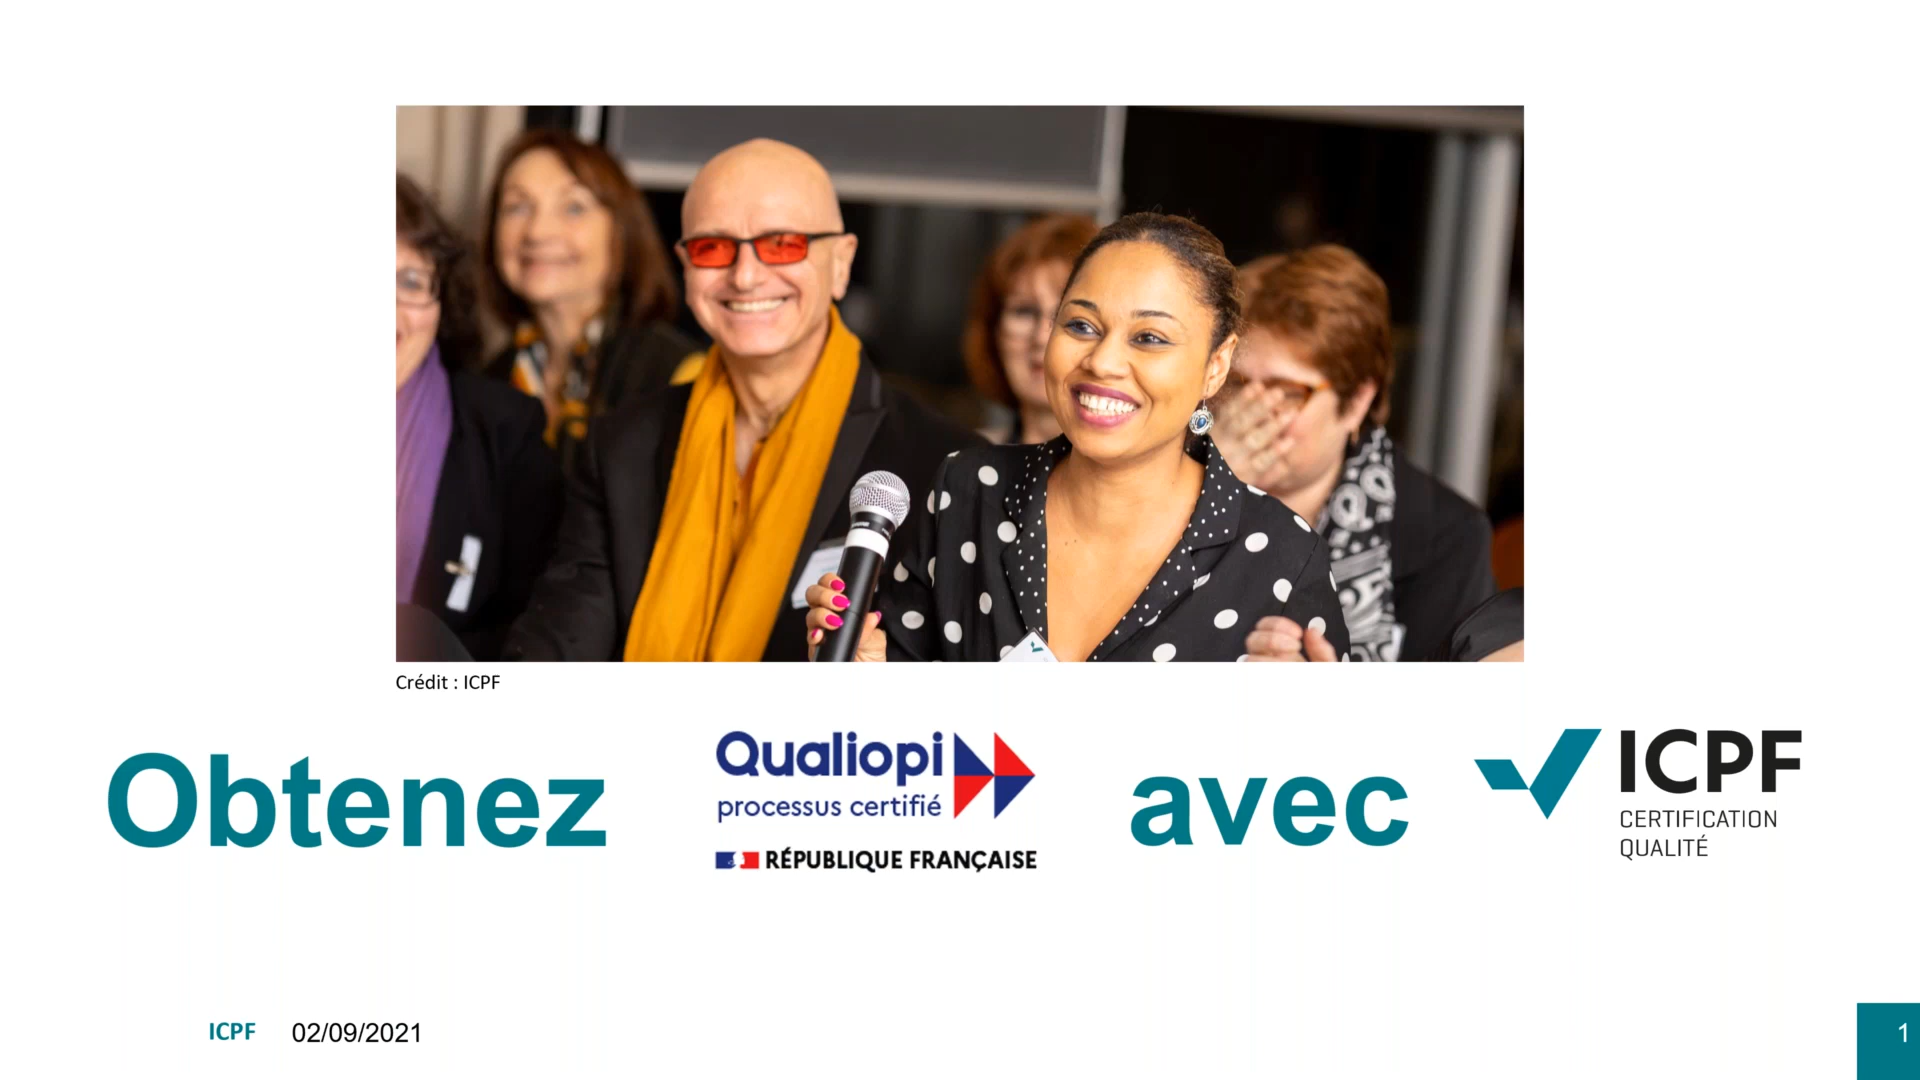 Crédit : ICPF
Obtenez
Qualiopi
processus certifié
RÉPUBLIQUE FRANÇAISE
avec
ICPF
CERTIFICATION
QUALITÉ
ICPF 02/09/2021
1